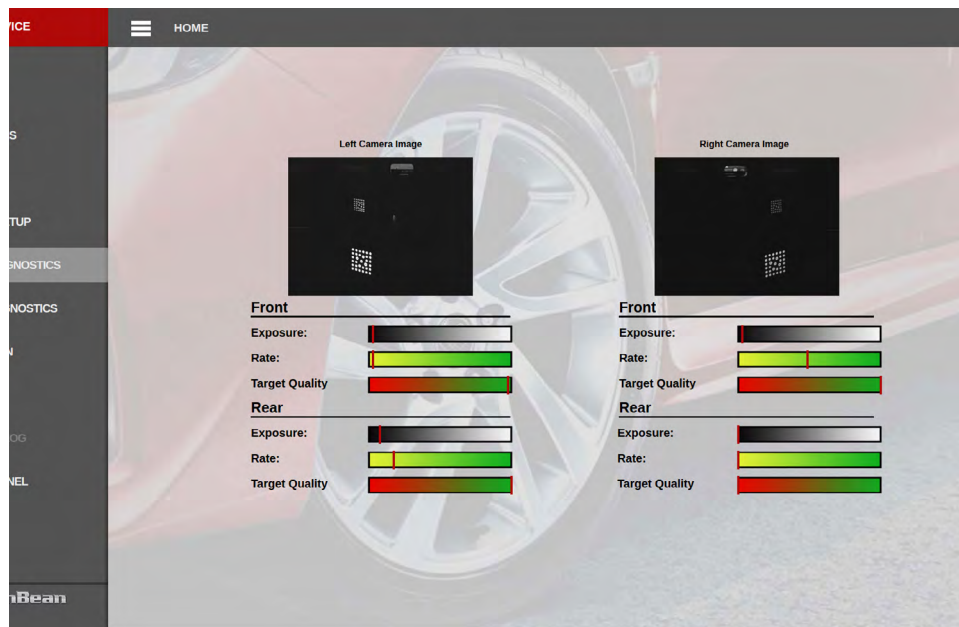 VICE
HOME
S
TUP
GNOSTICS
GNOSTICS
N
OG
NEL
nBean
Left Camera Image
Right Camera Image
Front
Exposure:
Rate:
Target Quality
Rear
Exposure:
Rate:
Target Quality
Front
Exposure:
Rate:
Target Quality
Rear
Exposure:
Rate:
Target Quality